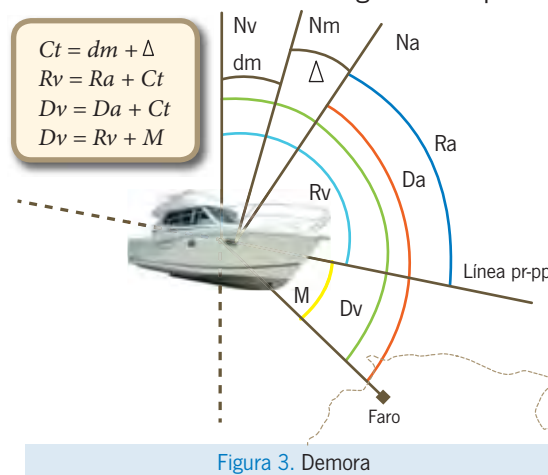 Ct = dm + Δ
Rv = Ra + Ct
Dv = Da + Ct
Dv = Rv + M
Nv
Nm
Na
dm
Δ
Ra
Da
Rv
Línea pr-pp
M
Dv
Faro
Figura 3. Demora